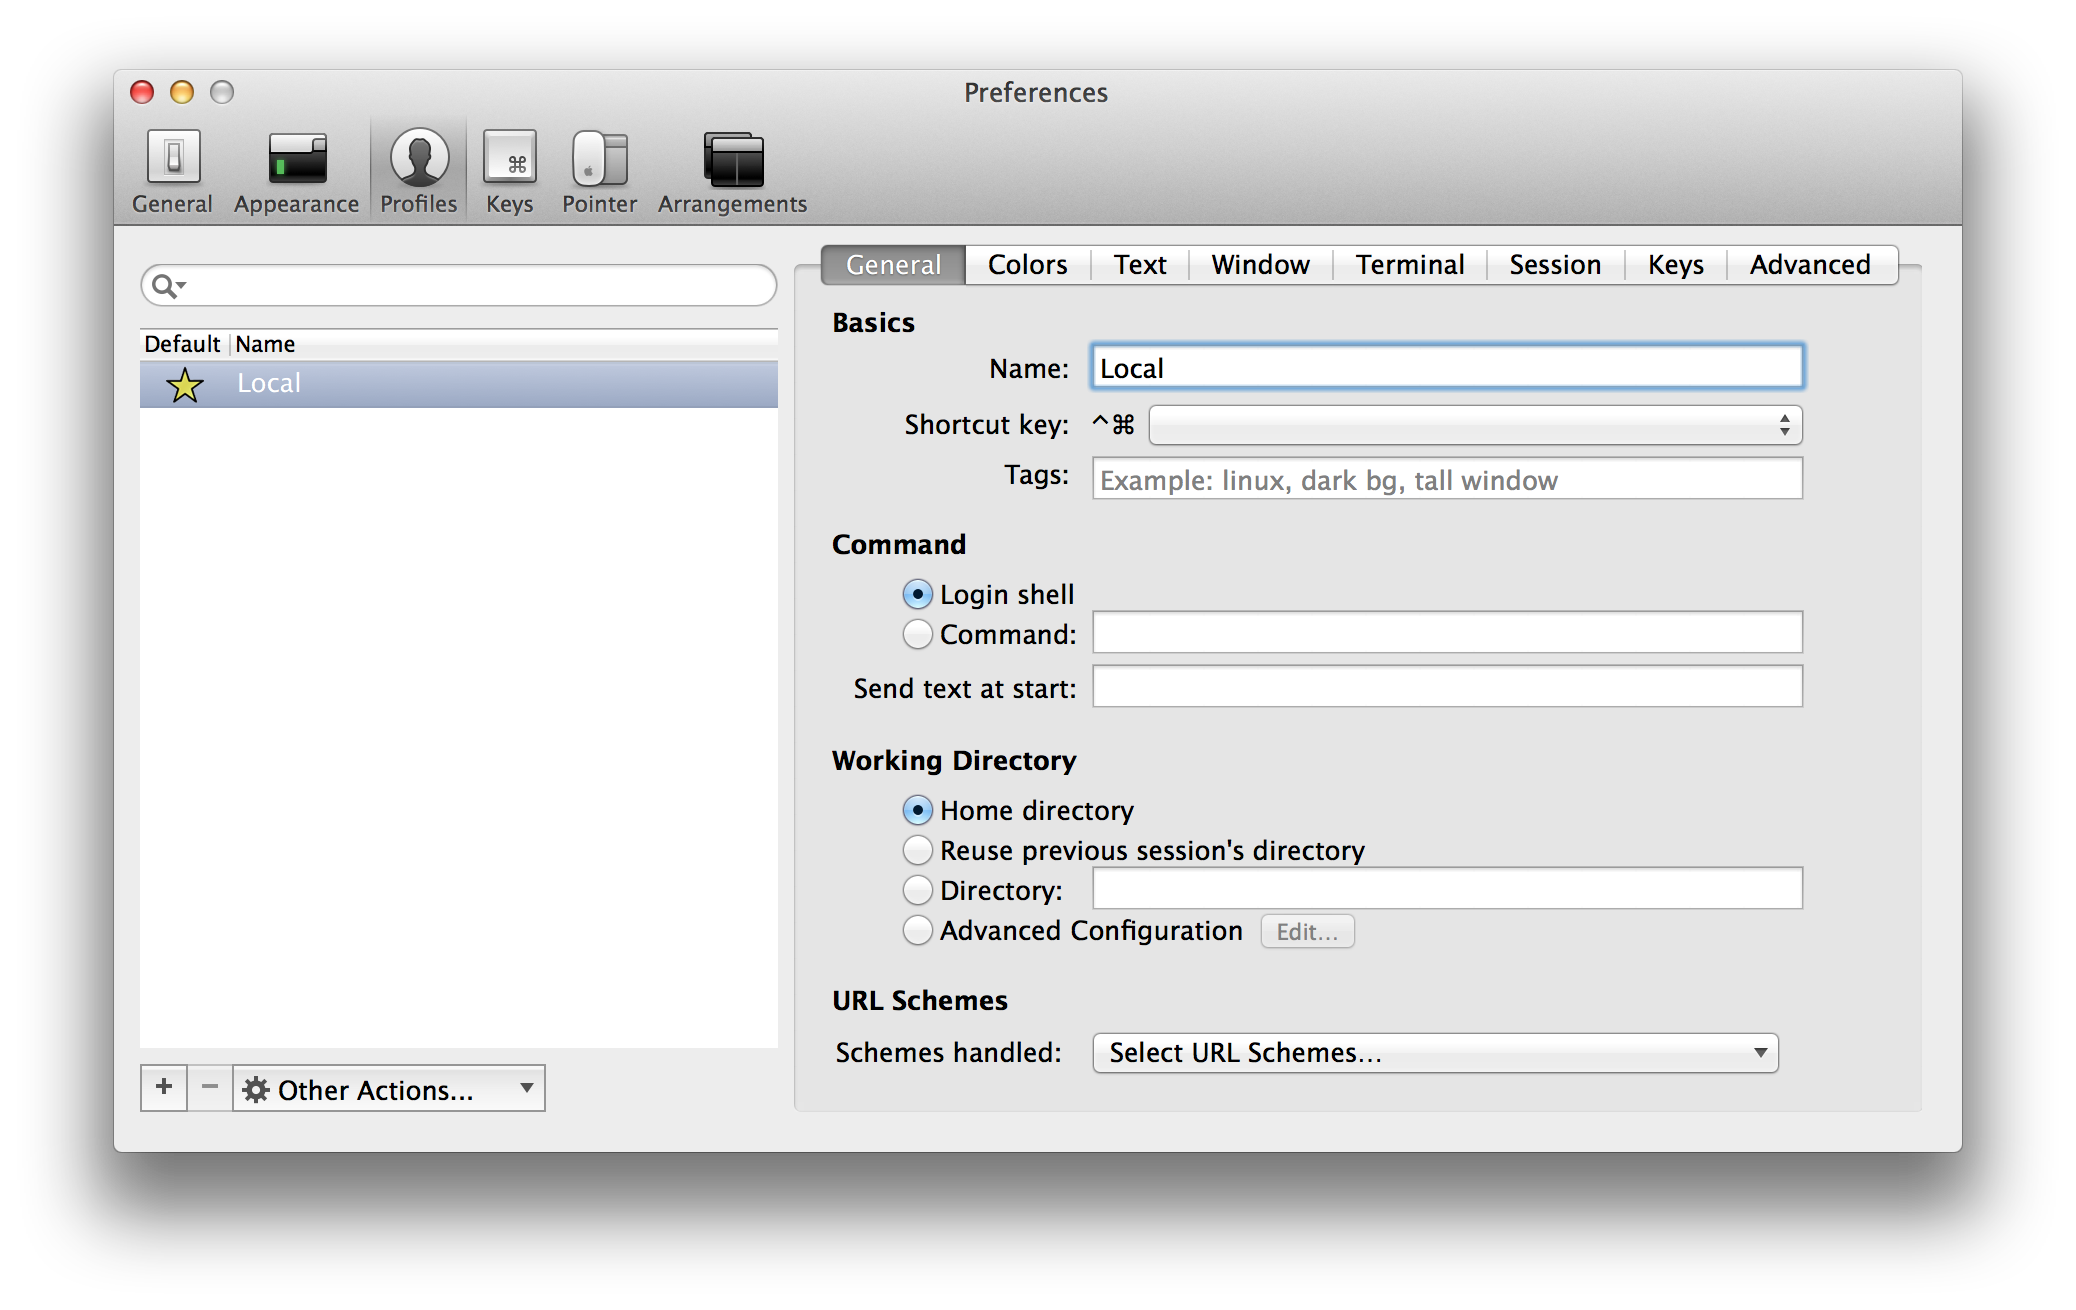 Preferences
General Appearance Profiles Keys Pointer Arrangements
Default Name
Local
+ − Other Actions...
General Colors Text Window Terminal Session Keys Advanced
Basics
Name: Local
Shortcut key: ^⌘
Tags: Example: linux, dark bg, tall window
Command
Login shell
Command:
Send text at start:
Working Directory
Home directory
Reuse previous session's directory
Directory:
Advanced Configuration Edit...
URL Schemes
Schemes handled: Select URL Schemes...